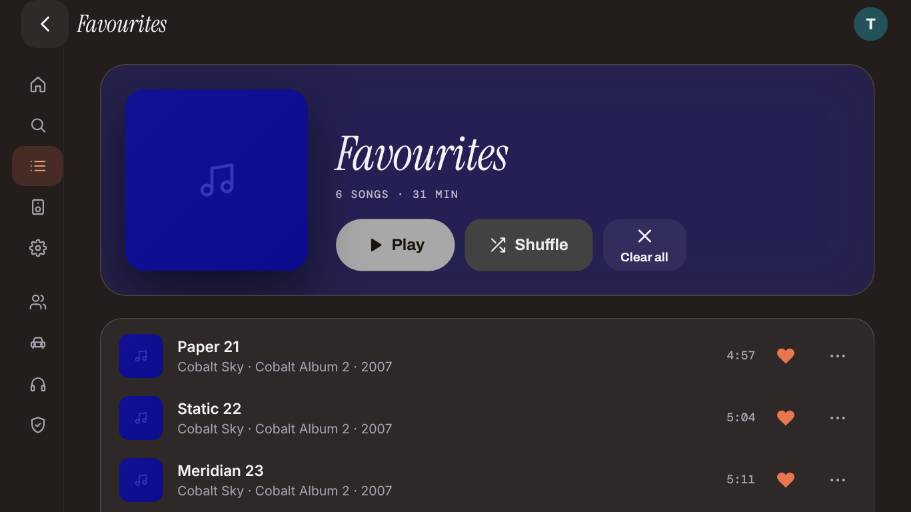 Favourites
T
Favourites
6 SONGS · 31 MIN
Play
Shuffle
Clear all
Paper 21
Cobalt Sky · Cobalt Album 2 · 2007
4:57
Static 22
Cobalt Sky · Cobalt Album 2 · 2007
5:04
Meridian 23
Cobalt Sky · Cobalt Album 2 · 2007
5:11